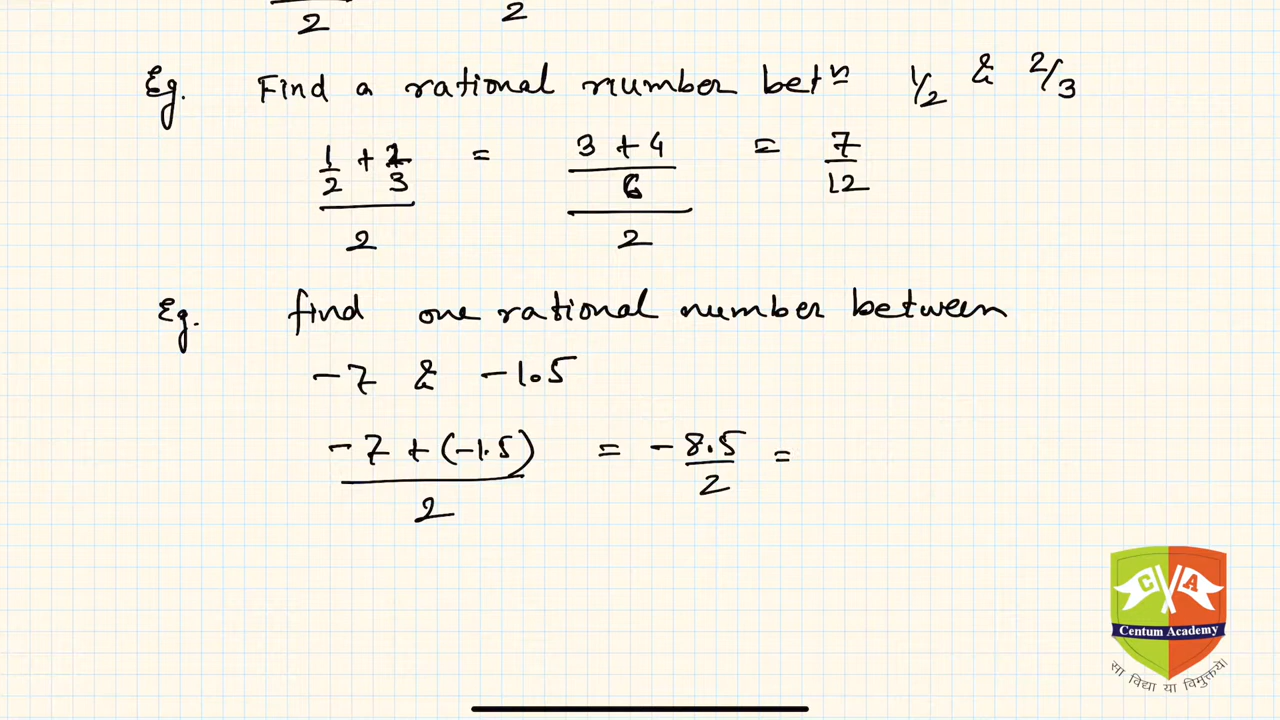 2 2
Eg. Find a rational number betn 1/2 & 2/3
1/2 + 2/3 = 3 + 4 = 7
2 6 12
2
Eg. find one rational number between
-7 & -1.5
-7 + (-1.5) = -8.5 =
2 2
C A
Centum Academy
सा विद्या या विमुक्तये